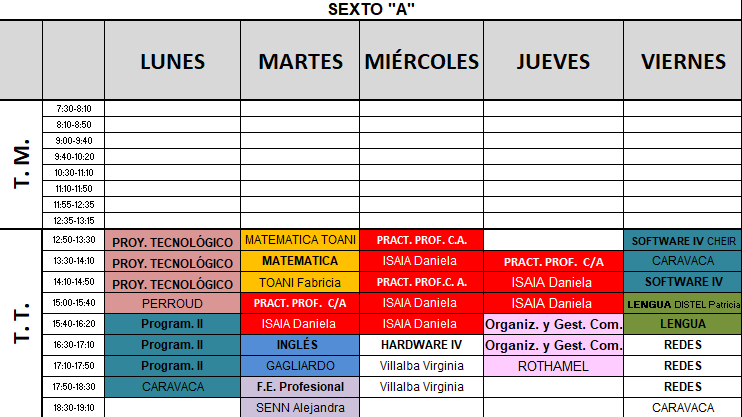 SEXTO "A"
LUNES MARTES MIÉRCOLES JUEVES VIERNES
T. M.
7:30-8:10
8:10-8:50
9:00-9:40
9:40-10:20
10:30-11:10
11:10-11:50
11:55-12:35
12:35-13:15
T. T.
12:50-13:30 PROY. TECNOLÓGICO MATEMATICA TOANI PRACT. PROF. C.A. SOFTWARE IV CHEIR
13:30-14:10 PROY. TECNOLÓGICO MATEMATICA ISAIA Daniela PRACT. PROF. C/A CARAVACA
14:10-14:50 PROY. TECNOLÓGICO TOANI Fabricia PRACT. PROF.C. A. ISAIA Daniela SOFTWARE IV
15:00-15:40 PERROUD PRACT. PROF. C/A ISAIA Daniela ISAIA Daniela LENGUA DISTEL Patricia
15:40-16:20 Program. II ISAIA Daniela ISAIA Daniela Organiz. y Gest. Com. LENGUA
16:30-17:10 Program. II INGLÉS HARDWARE IV Organiz. y Gest. Com. REDES
17:10-17:50 Program. II GAGLIARDO Villalba Virginia ROTHAMEL REDES
17:50-18:30 CARAVACA F.E. Profesional Villalba Virginia REDES
18:30-19:10 SENN Alejandra CARAVACA